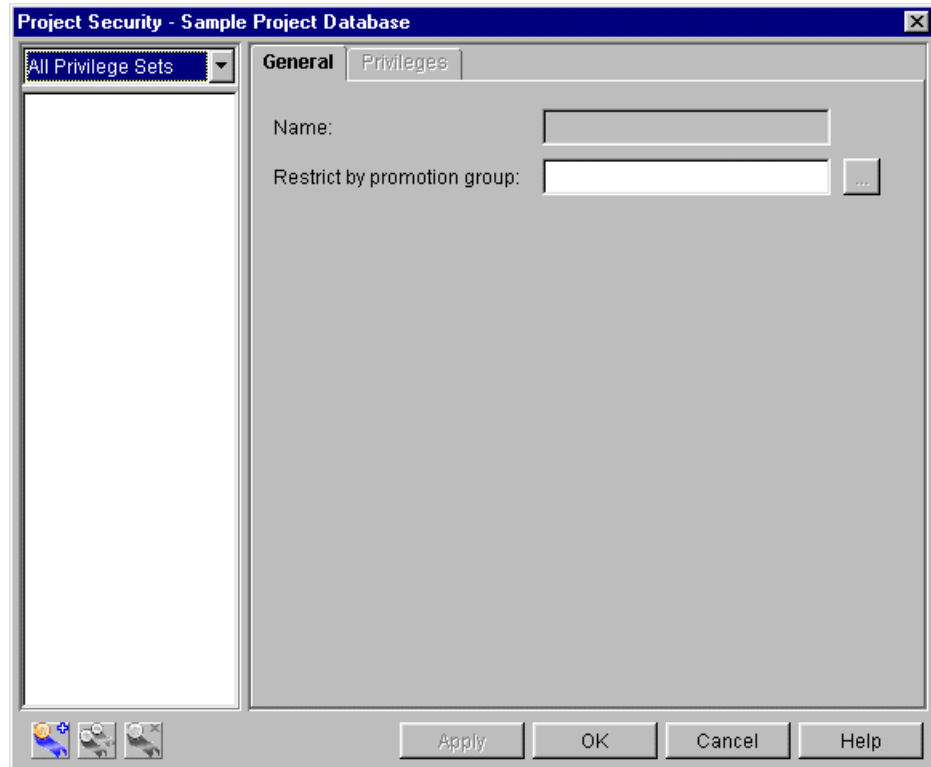 Project Security - Sample Project Database
All Privilege Sets
General
Privileges
Name:
Restrict by promotion group:
...
Apply
OK
Cancel
Help